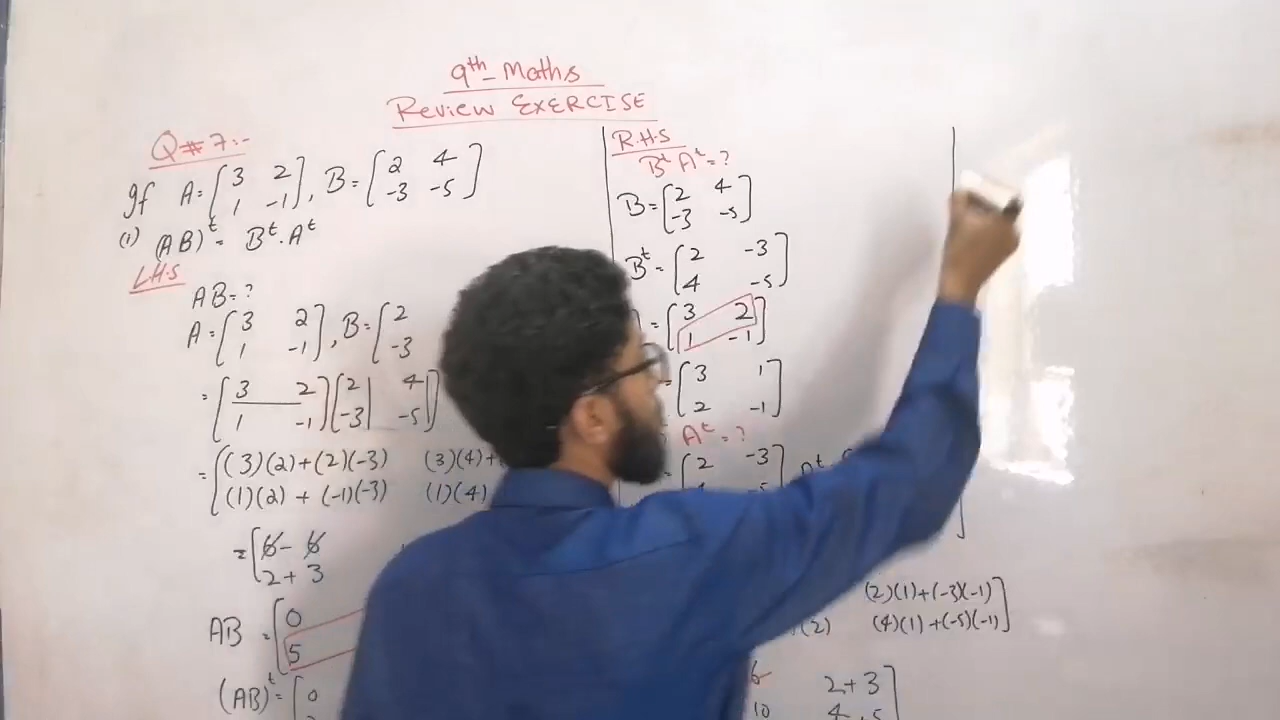 9th - Maths
Review EXERCISE
Q # 7:-
If A = [3 2], B = [2 4]
[1 -1] [-3 -5]
(i) (AB)^t = B^t . A^t
L.H.S
AB = ?
A = [3 2], B = [2
[1 -1] [-3
= [3 2][2 4]
[1 -1][-3 -5]
= [(3)(2)+(2)(-3) (3)(4)+
[(1)(2) + (-1)(-3) (1)(4)
= [6 - 6
[2 + 3
AB = [0
[5
(AB)^t = [0
R.H.S
B^t A^t = ?
B = [2 4]
[-3 -5]
B^t = [2 -3]
[4 -5]
= [3 2]
[1 -1]
= [3 1]
[2 -1]
A^t = ?
= [2 -3] A^t
-5]
(2)(1)+(-3)(-1)]
(2) (4)(1)+(-5)(-1)]
6 2+3]
10 4 5